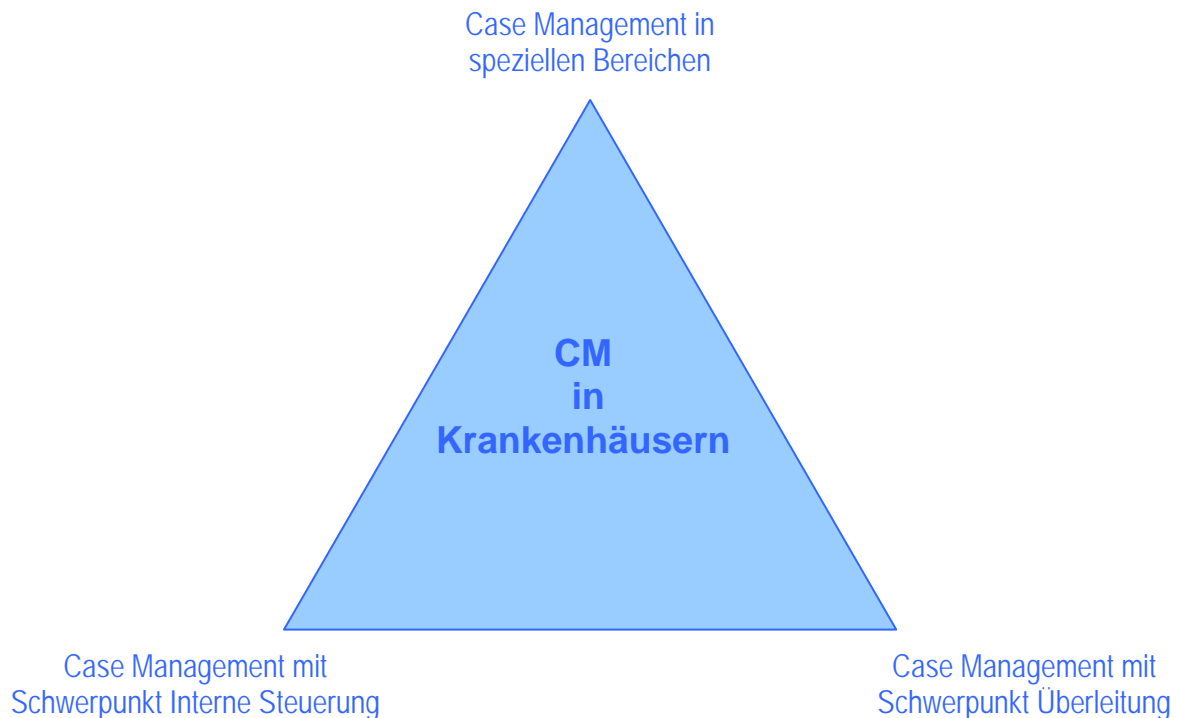 Case Management in
speziellen Bereichen
CM
in
Krankenhäusern
Case Management mit
Schwerpunkt Interne Steuerung
Case Management mit
Schwerpunkt Überleitung